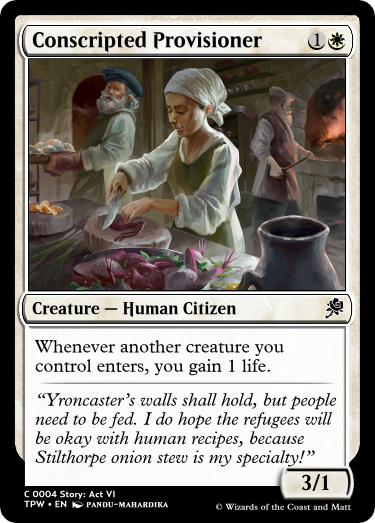 Conscripted Provisioner 1
Creature — Human Citizen
Whenever another creature you
control enters, you gain 1 life.
“Yroncaster’s walls shall hold, but people
need to be fed. I do hope the refugees will
be okay with human recipes, because
Stilthorpe onion stew is my specialty!”
3/1
C 0004 Story: Act VI
TPW • EN PANDU-MAHARDIKA
© Wizards of the Coast and Matt